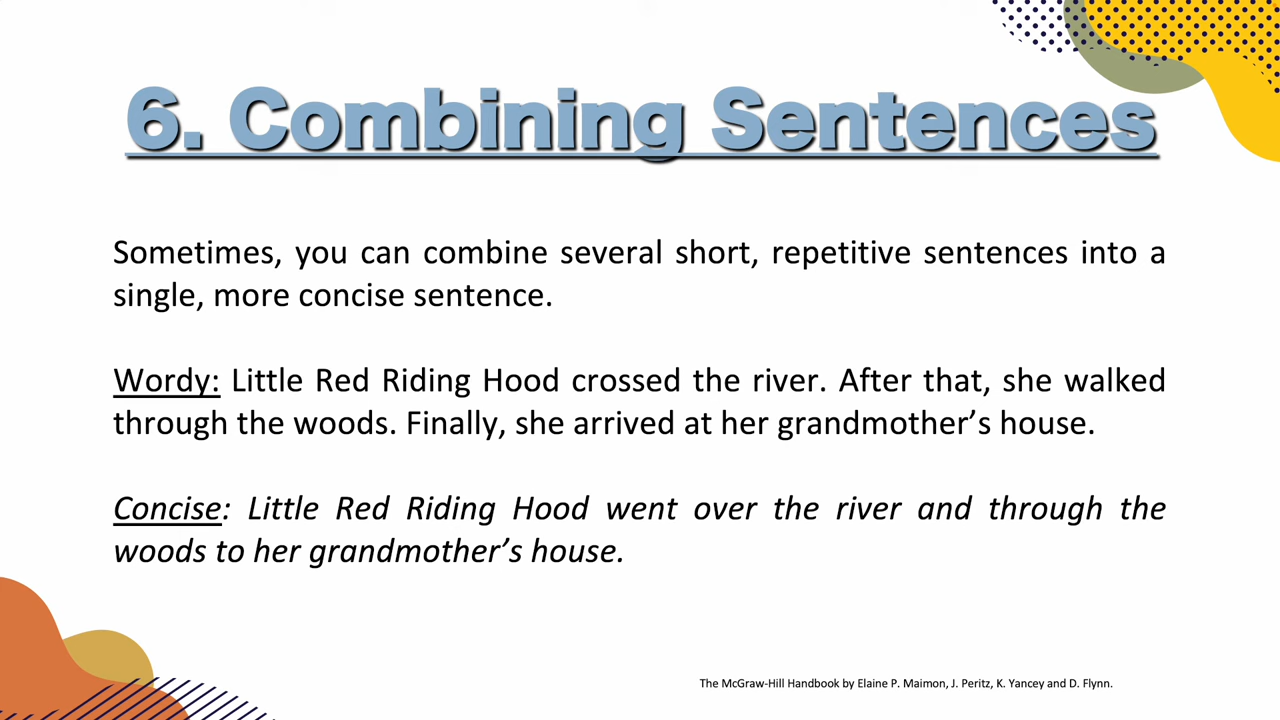 6. Combining Sentences
Sometimes, you can combine several short, repetitive sentences into a
single, more concise sentence.
Wordy: Little Red Riding Hood crossed the river. After that, she walked
through the woods. Finally, she arrived at her grandmother’s house.
Concise: Little Red Riding Hood went over the river and through the
woods to her grandmother’s house.
The McGraw-Hill Handbook by Elaine P. Maimon, J. Peritz, K. Yancey and D. Flynn.